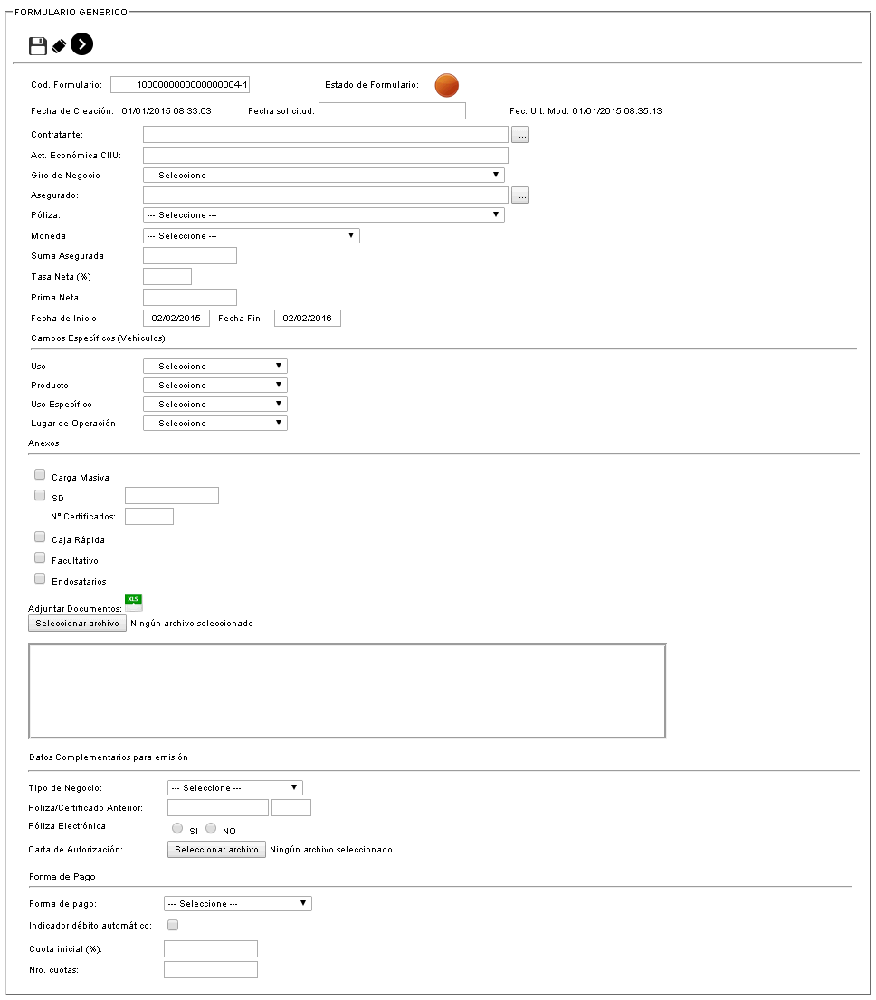 FORMULARIO GENERICO
Cod. Formulario: 1000000000000000004-1 Estado de Formulario:
Fecha de Creación: 01/01/2015 08:33:03 Fecha solicitud: Fec. Ult. Mod: 01/01/2015 08:35:13
Contratante: ...
Act. Económica CIIU:
Giro de Negocio --- Seleccione ---
Asegurado: ...
Póliza: --- Seleccione ---
Moneda --- Seleccione ---
Suma Asegurada
Tasa Neta (%)
Prima Neta
Fecha de Inicio 02/02/2015 Fecha Fin: 02/02/2016
Campos Específicos (Vehículos)
Uso --- Seleccione ---
Producto --- Seleccione ---
Uso Específico --- Seleccione ---
Lugar de Operación --- Seleccione ---
Anexos
Carga Masiva
SD
Nº Certificados:
Caja Rápida
Facultativo
Endosatarios
Adjuntar Documentos: XLS
Seleccionar archivo Ningún archivo seleccionado
Datos Complementarios para emisión
Tipo de Negocio: --- Seleccione ---
Poliza/Certificado Anterior:
Póliza Electrónica SI NO
Carta de Autorización: Seleccionar archivo Ningún archivo seleccionado
Forma de Pago
Forma de pago: --- Seleccione ---
Indicador débito automático:
Cuota inicial (%):
Nro. cuotas: